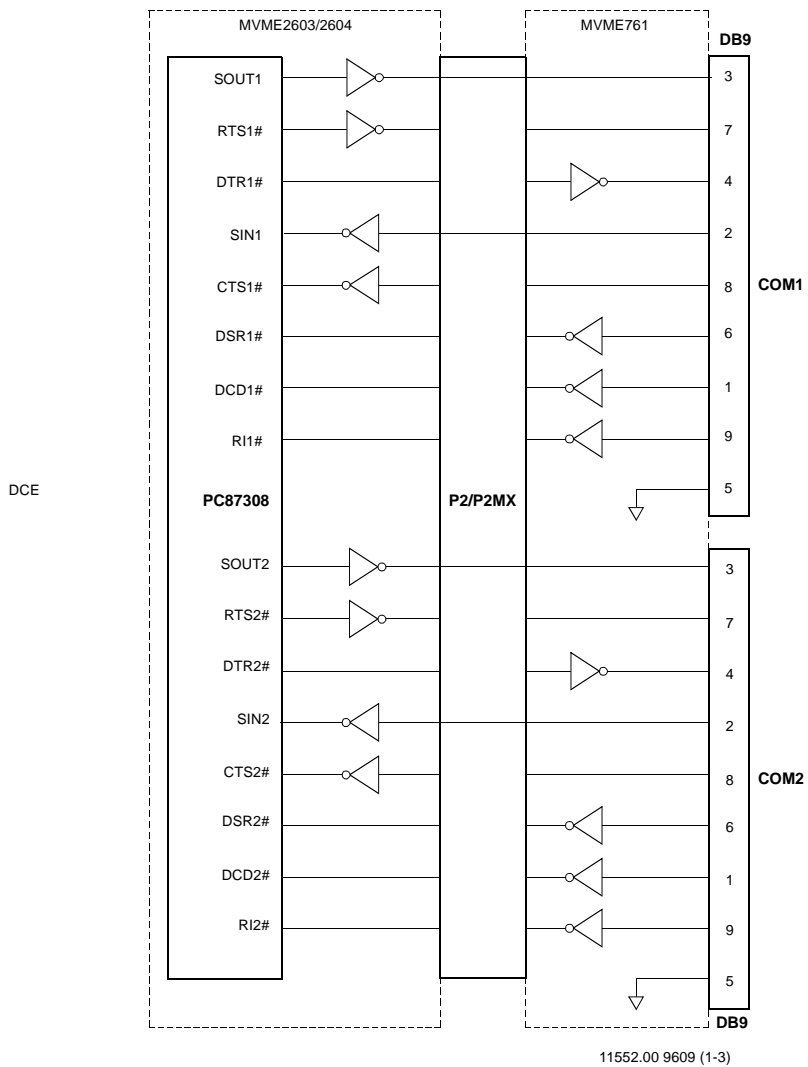 MVME2603/2604
MVME761
DB9
SOUT1
3
RTS1#
7
DTR1#
4
SIN1
2
CTS1#
8
COM1
DSR1#
6
DCD1#
1
RI1#
9
DCE
PC87308
P2/P2MX
5
SOUT2
3
RTS2#
7
DTR2#
4
SIN2
2
CTS2#
8
COM2
DSR2#
6
DCD2#
1
RI2#
9
5
DB9
11552.00 9609 (1-3)